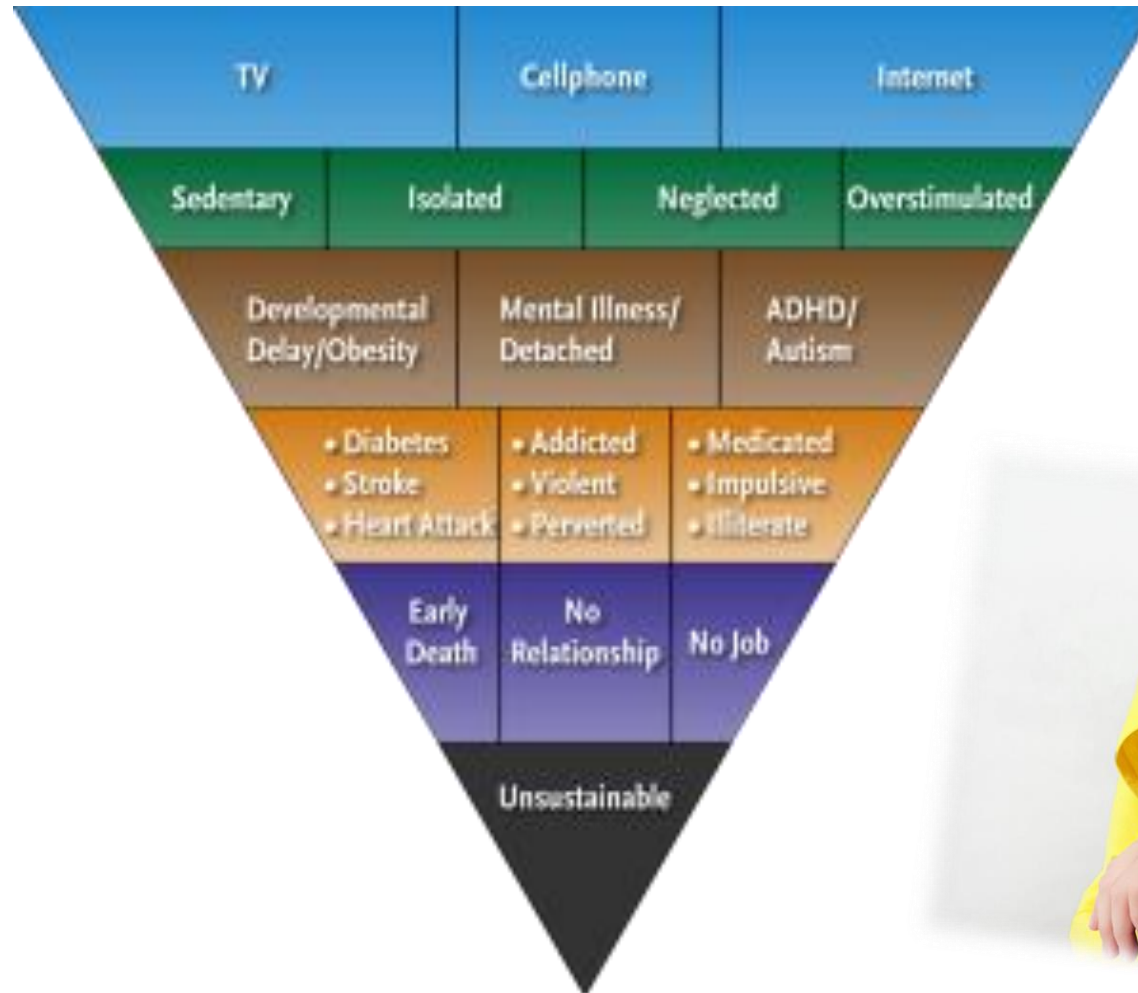 TV
Cellphone
Internet
Sedentary
Isolated
Neglected
Overstimulated
Developmental
Delay/Obesity
Mental Illness/
Detached
ADHD/
Autism
• Diabetes
• Stroke
• Heart Attack
• Addicted
• Violent
• Perverted
• Medicated
• Impulsive
• Illiterate
Early
Death
No
Relationship
No Job
Unsustainable